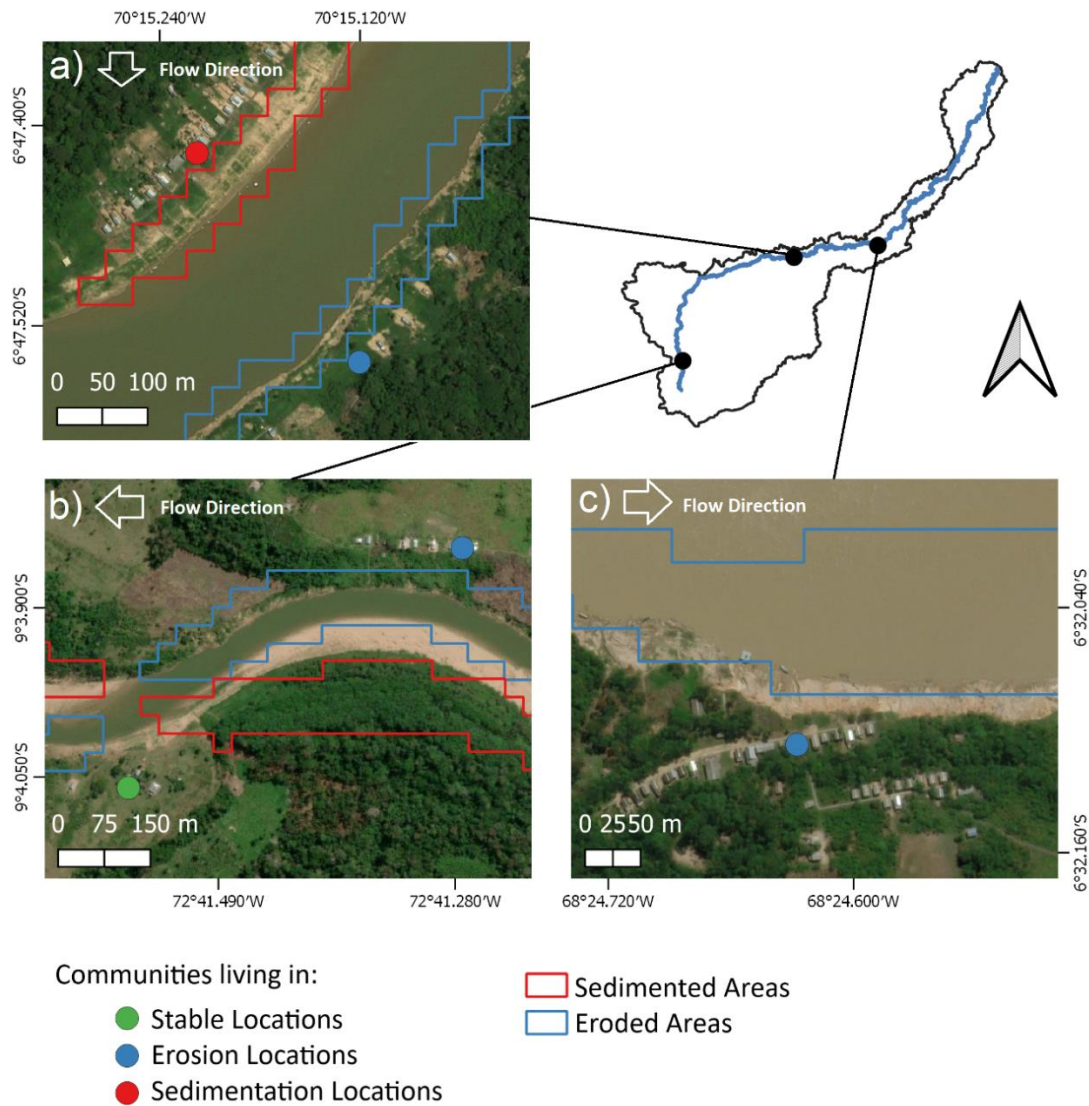 70°15.240'W 70°15.120'W
a) Flow Direction
6°47.400'S
6°47.520'S
0 50 100 m
b) Flow Direction
9°3.900'S
9°4.050'S
0 75 150 m
72°41.490'W 72°41.280'W
c) Flow Direction
6°32.040'S
6°32.160'S
0 2550 m
68°24.720'W 68°24.600'W
Communities living in:
Stable Locations
Erosion Locations
Sedimentation Locations
Sedimented Areas
Eroded Areas